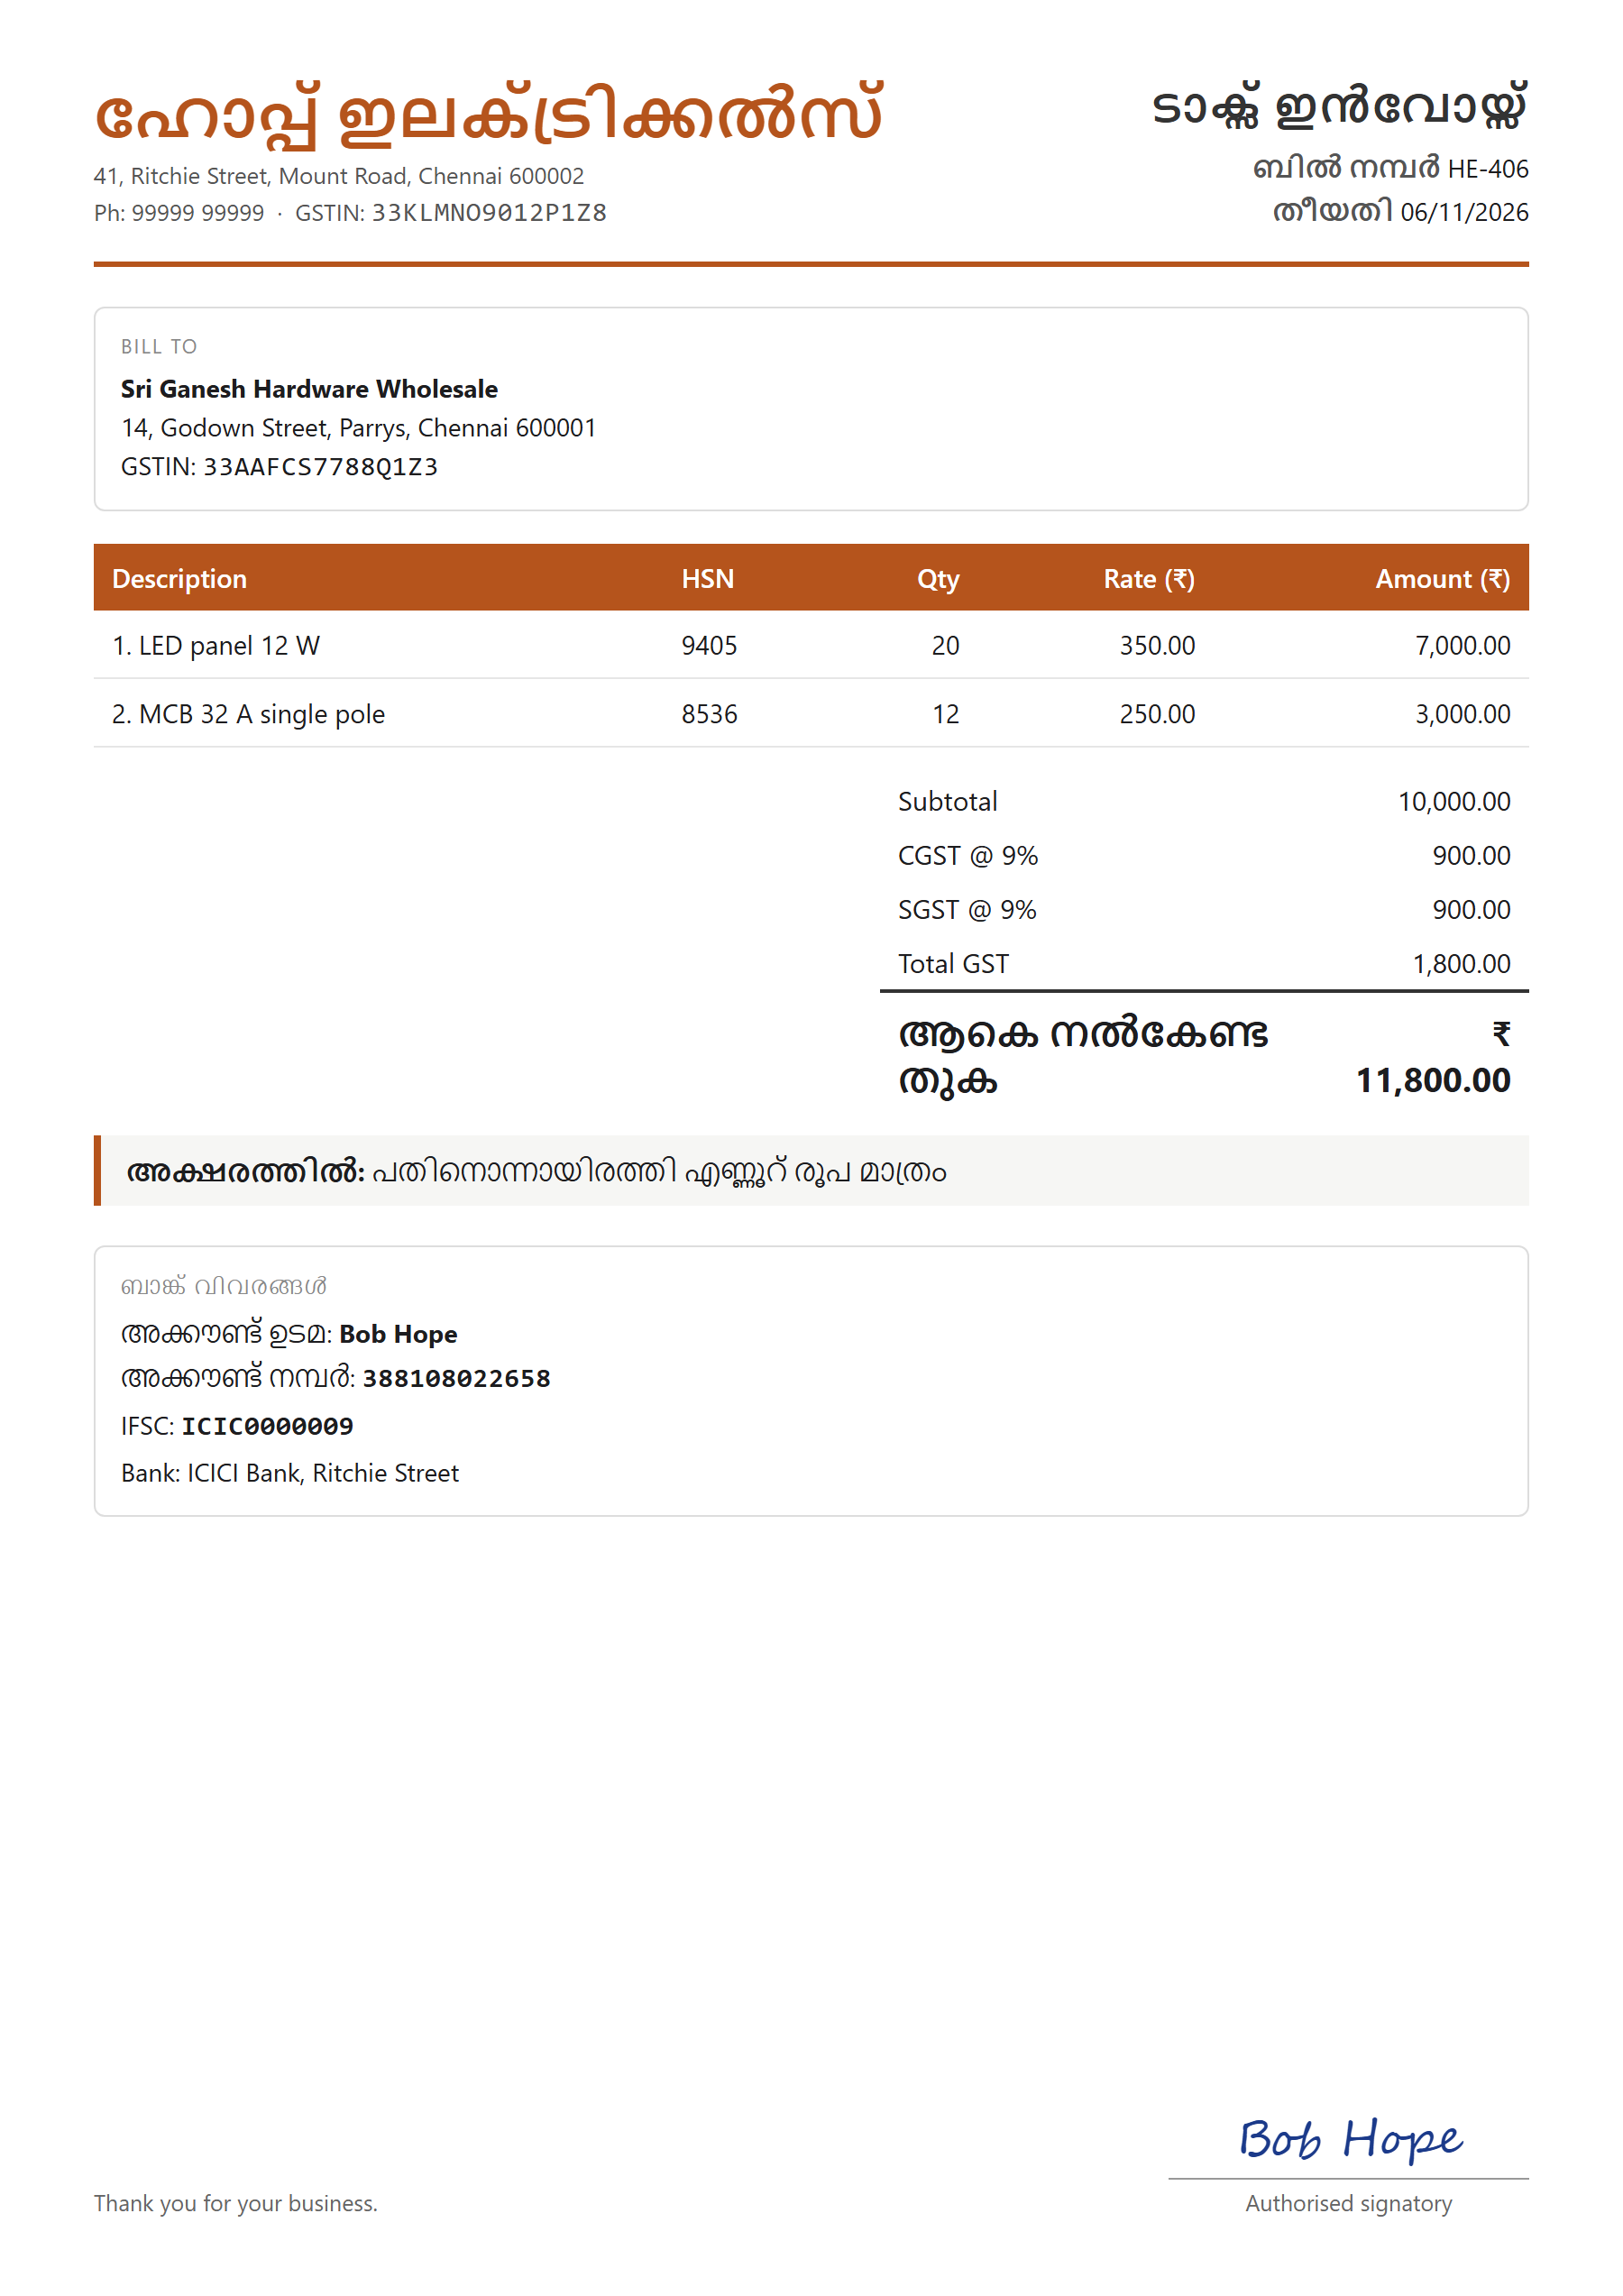 ഹോപ്പ് ഇലക്ട്രിക്കൽസ്
41, Ritchie Street, Mount Road, Chennai 600002
Ph: 99999 99999 · GSTIN: 33KLMNO9012P1Z8
ടാക്സ് ഇൻവോയ്സ്
ബിൽ നമ്പർ HE-406
തീയതി 06/11/2026
BILL TO
Sri Ganesh Hardware Wholesale
14, Godown Street, Parrys, Chennai 600001
GSTIN: 33AAFCS7788Q1Z3
Description HSN Qty Rate (₹) Amount (₹)
1. LED panel 12 W 9405 20 350.00 7,000.00
2. MCB 32 A single pole 8536 12 250.00 3,000.00
Subtotal 10,000.00
CGST @ 9% 900.00
SGST @ 9% 900.00
Total GST 1,800.00
ആകെ നൽകേണ്ട ₹
തുക 11,800.00
അക്ഷരത്തിൽ: പതിനൊന്നായിരത്തി എണ്ണൂറ് രൂപ മാത്രം
ബാങ്ക് വിവരങ്ങൾ
അക്കൗണ്ട് ഉടമ: Bob Hope
അക്കൗണ്ട് നമ്പർ: 388108022658
IFSC: ICIC0000009
Bank: ICICI Bank, Ritchie Street
Bob Hope
Thank you for your business. Authorised signatory